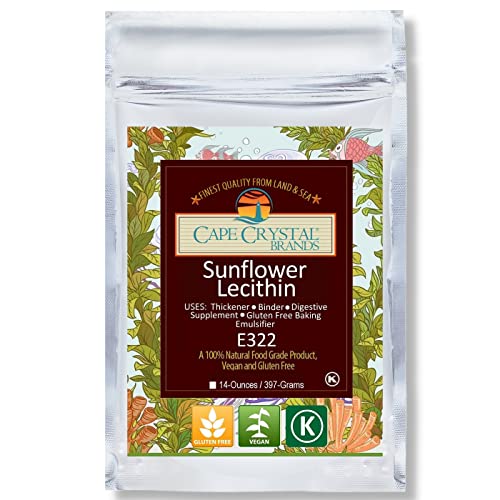 ★FINEST QUALITY FROM LAND & SEA★
CAPE CRYSTAL®
BRANDS
Sunflower
Lecithin
USES: Thickener ● Binder ● Digestive
Supplement ● Gluten Free Baking
Emulsifier
E322
A 100% Natural Food Grade Product,
Vegan and Gluten Free
14-Ounces / 397-Grams
K
GLUTEN FREE
VEGAN
K